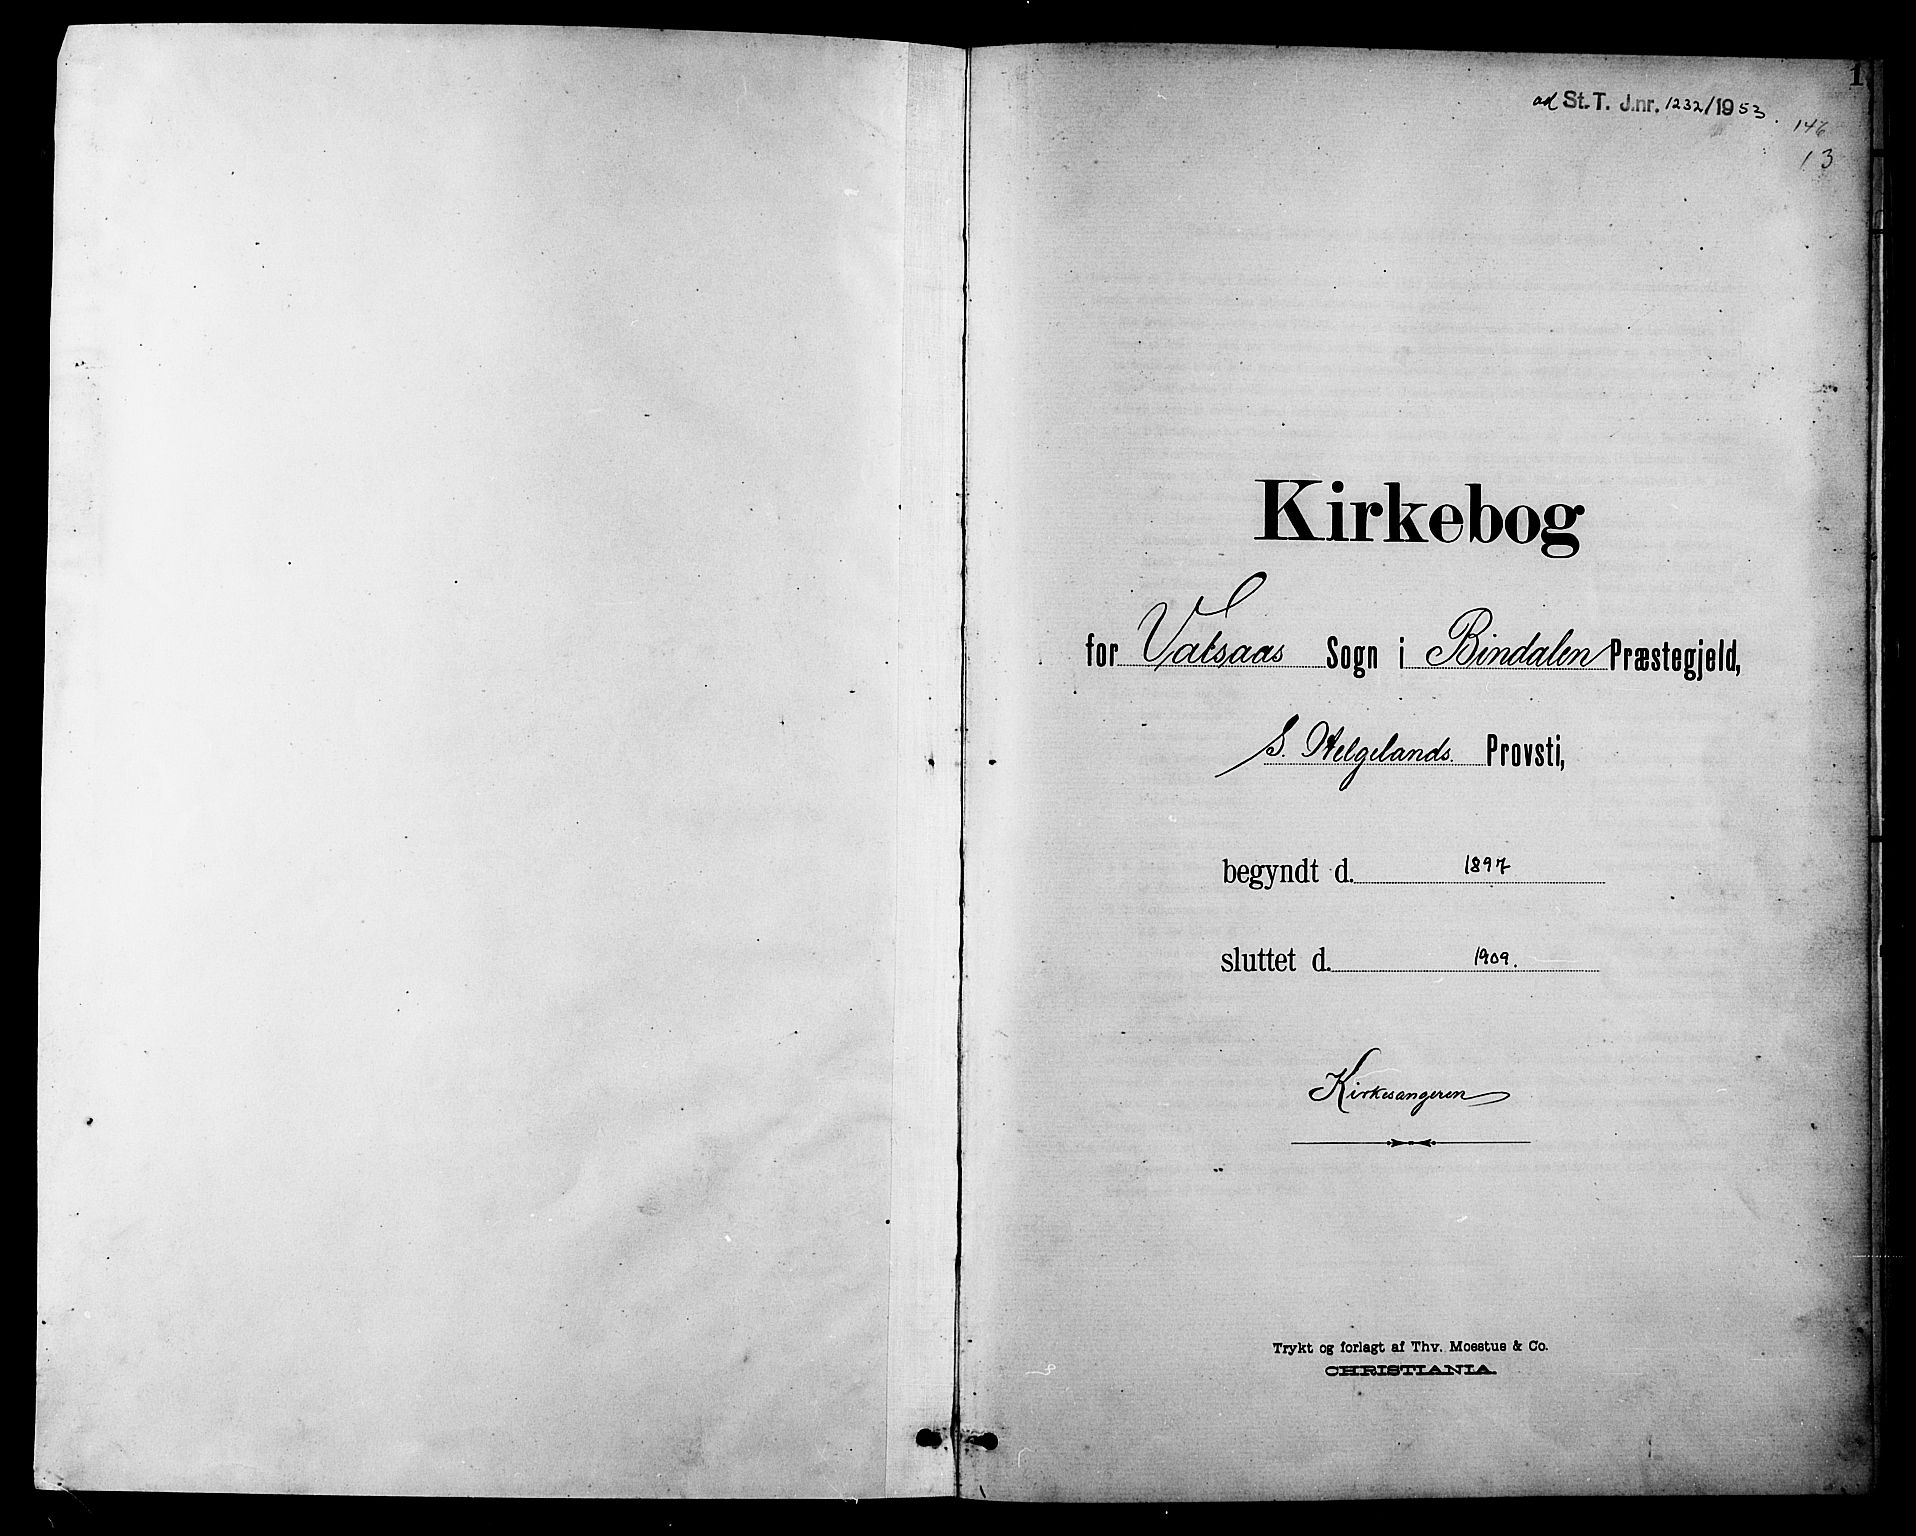 1
ad St. T. J.nr. 1232/1953.
146
13
Kirkebog
for Vatsaas Sogn i Bindalen Præstegjeld,
S. Helgelands. Provsti,
begyndt d. 1897
sluttet d. 1909.
Kirkesangeren
Trykt og forlagt af Thv. Moestue & Co.
CHRISTIANIA.